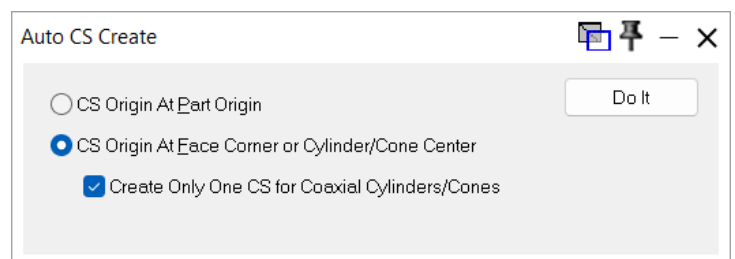 Auto CS Create
Do It
CS Origin At Part Origin
CS Origin At Face Corner or Cylinder/Cone Center
Create Only One CS for Coaxial Cylinders/Cones